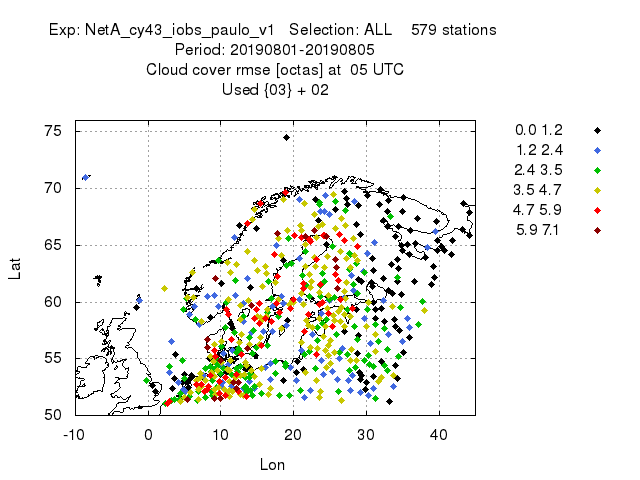 Exp: NetA_cy43_iobs_paulo_v1 Selection: ALL 579 stations
Period: 20190801-20190805
Cloud cover rmse [octas] at 05 UTC
Used {03} + 02
75
70
65
60
55
50
Lat
-10 0 10 20 30 40
Lon
0.0 1.2
1.2 2.4
2.4 3.5
3.5 4.7
4.7 5.9
5.9 7.1